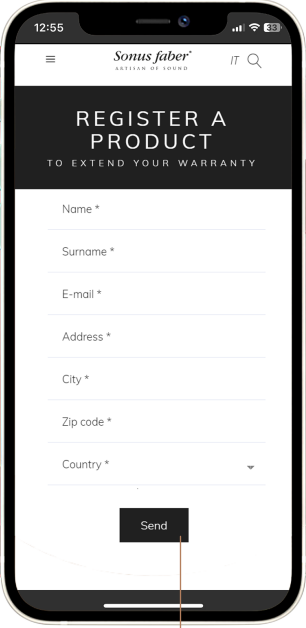 12:55
33
Sonus faber
ARTISAN OF SOUND
IT
REGISTER A
PRODUCT
TO EXTEND YOUR WARRANTY
Name *
Surname *
E-mail *
Address *
City *
Zip code *
Country *
Send